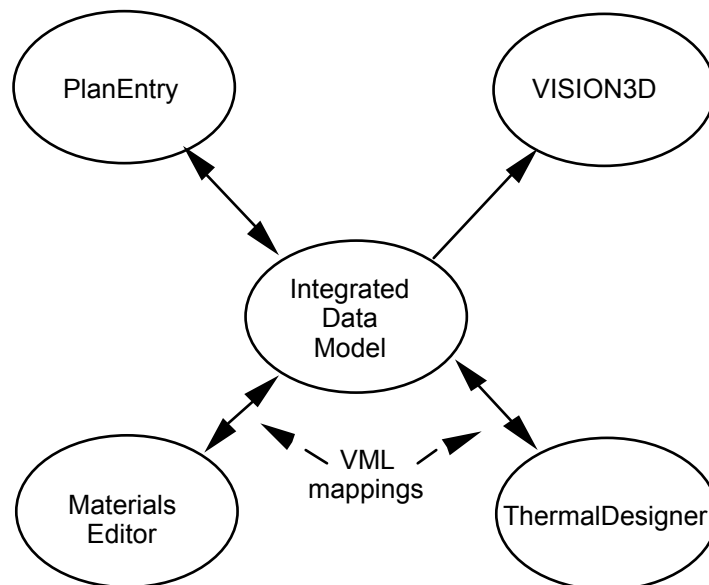 PlanEntry
VISION3D
Integrated
Data
Model
VML
mappings
Materials
Editor
ThermalDesigner